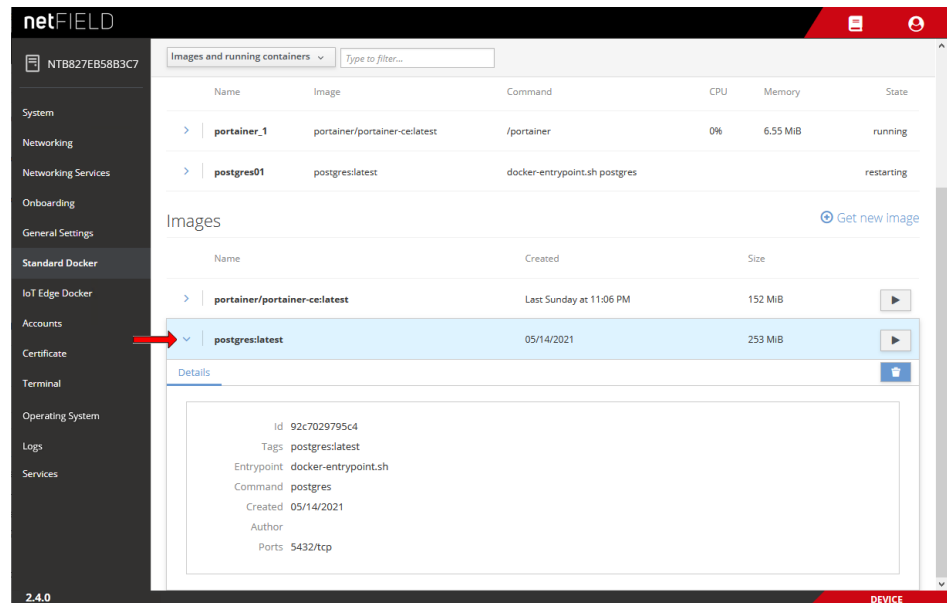 netFIELD
NTB827EB58B3C7
System
Networking
Networking Services
Onboarding
General Settings
Standard Docker
IoT Edge Docker
Accounts
Certificate
Terminal
Operating System
Logs
Services
2.4.0
Images and running containers
Type to filter...
Name Image Command CPU Memory State
portainer_1 portainer/portainer-ce:latest /portainer 0% 6.55 MiB running
postgres01 postgres:latest docker-entrypoint.sh postgres restarting
Images Get new image
Name Created Size
portainer/portainer-ce:latest Last Sunday at 11:06 PM 152 MiB
postgres:latest 05/14/2021 253 MiB
Details
Id 92c7029795c4
Tags postgres:latest
Entrypoint docker-entrypoint.sh
Command postgres
Created 05/14/2021
Author
Ports 5432/tcp
DEVICE